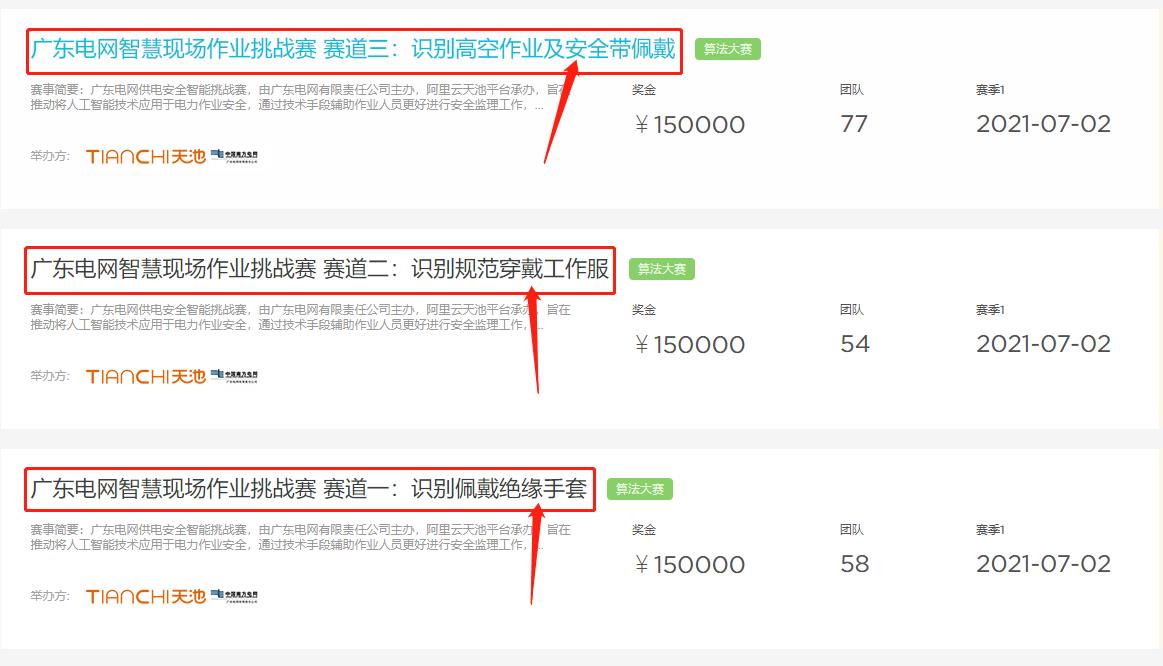 广东电网智慧现场作业挑战赛 赛道三：识别高空作业及安全带佩戴 算法大赛
赛事简要：广东电网供电安全智能挑战赛，由广东电网有限责任公司主办，阿里云天池平台承办，旨在
推动将人工智能技术应用于电力作业安全，通过技术手段辅助作业人员更好进行安全监理工作，...
奖金 团队 赛季1
￥150000 77 2021-07-02
举办方： TIANCHI天池 中国南方电网
广东电网智慧现场作业挑战赛 赛道二：识别规范穿戴工作服 算法大赛
赛事简要：广东电网供电安全智能挑战赛，由广东电网有限责任公司主办，阿里云天池平台承办，旨在
推动将人工智能技术应用于电力作业安全，通过技术手段辅助作业人员更好进行安全监理工作，...
奖金 团队 赛季1
￥150000 54 2021-07-02
举办方： TIANCHI天池 中国南方电网
广东电网智慧现场作业挑战赛 赛道一：识别佩戴绝缘手套 算法大赛
赛事简要：广东电网供电安全智能挑战赛，由广东电网有限责任公司主办，阿里云天池平台承办，旨在
推动将人工智能技术应用于电力作业安全，通过技术手段辅助作业人员更好进行安全监理工作，...
奖金 团队 赛季1
￥150000 58 2021-07-02
举办方： TIANCHI天池 中国南方电网